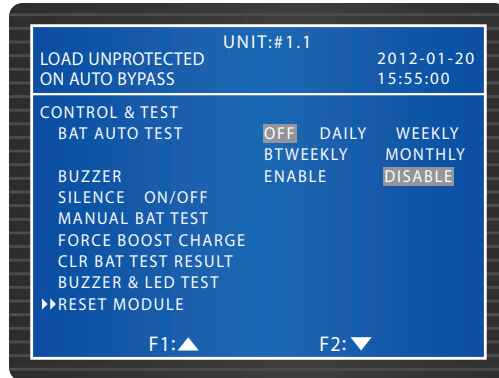 UNIT:#1.1
LOAD UNPROTECTED 2012-01-20
ON AUTO BYPASS 15:55:00
CONTROL & TEST
BAT AUTO TEST OFF DAILY WEEKLY
BTWEEKLY MONTHLY
BUZZER ENABLE DISABLE
SILENCE ON/OFF
MANUAL BAT TEST
FORCE BOOST CHARGE
CLR BAT TEST RESULT
BUZZER & LED TEST
RESET MODULE
F1: F2: